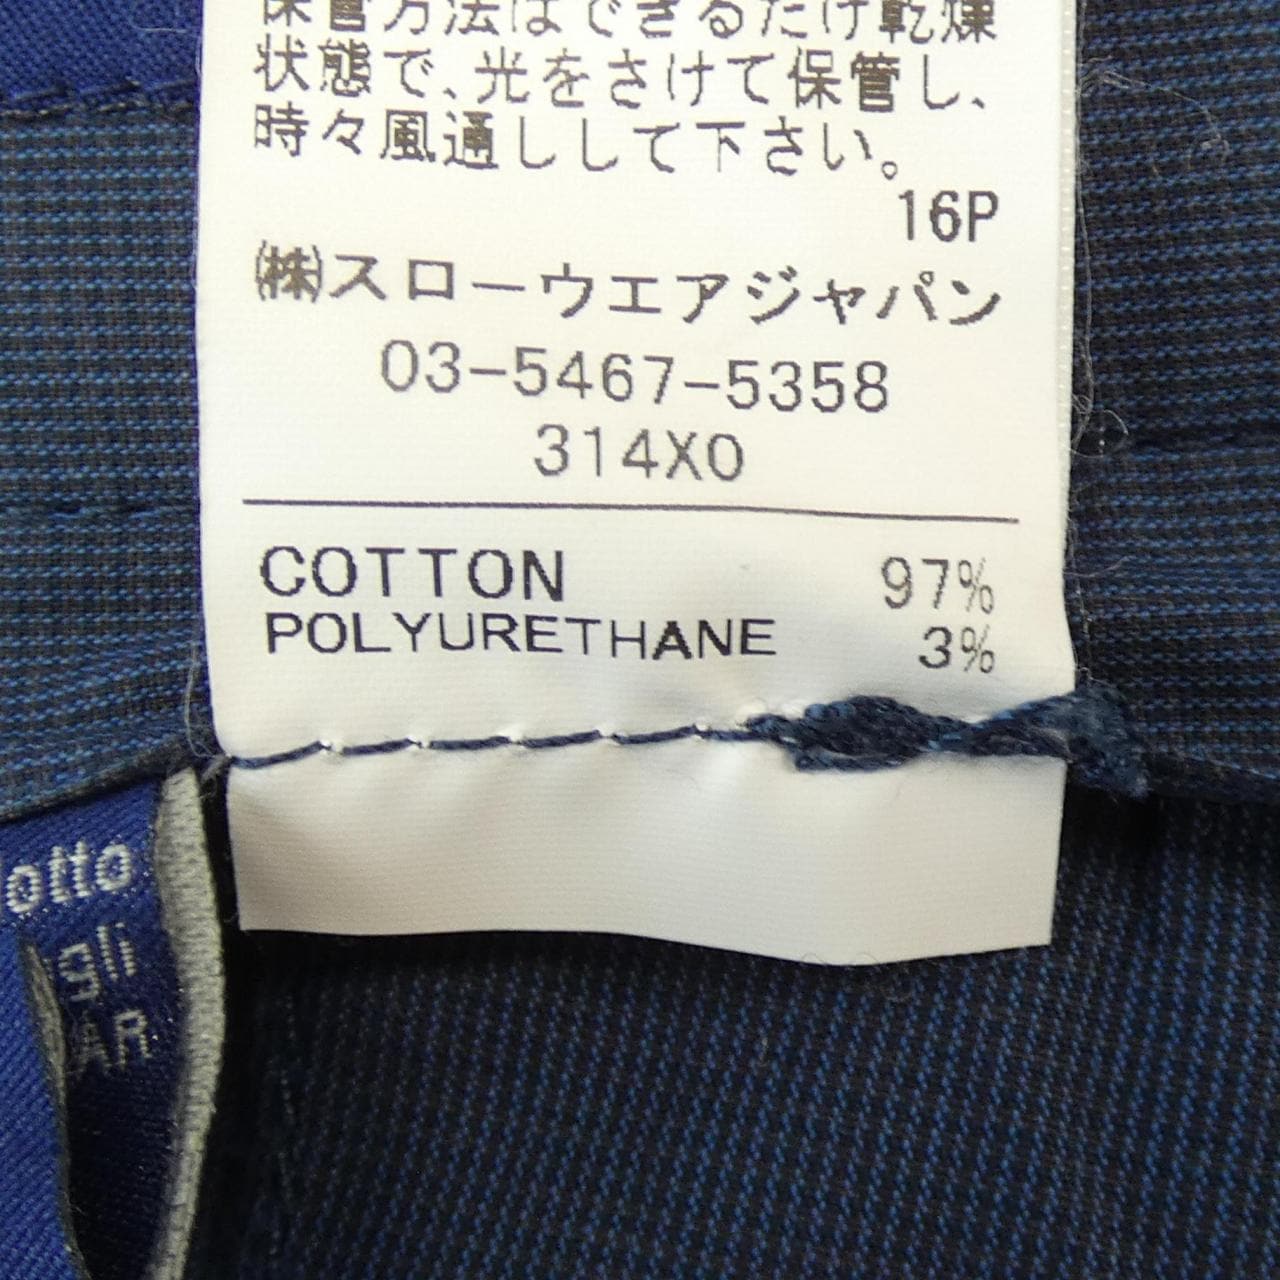 保管方法はできるだけ乾燥
状態で、光をさけて保管し、
時々風通しして下さい。
16P
㈱スローウエアジャパン
03-5467-5358
314X0
COTTON 97%
POLYURETHANE 3%
otto
gli
AR